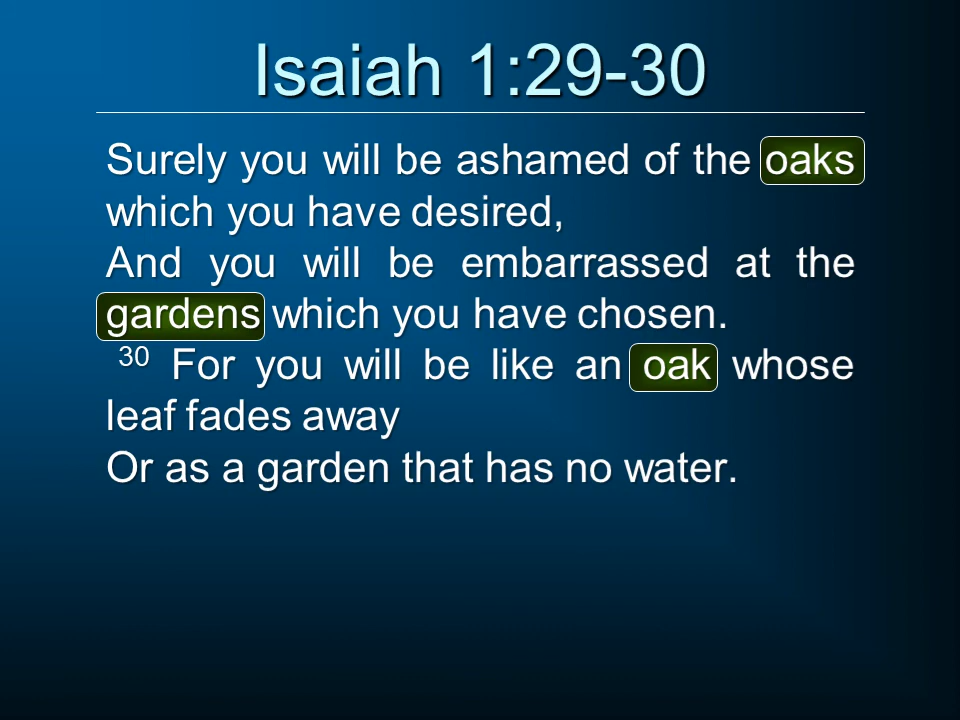 Isaiah 1:29-30
Surely you will be ashamed of the oaks
which you have desired,
And you will be embarrassed at the
gardens which you have chosen.
30 For you will be like an oak whose
leaf fades away
Or as a garden that has no water.